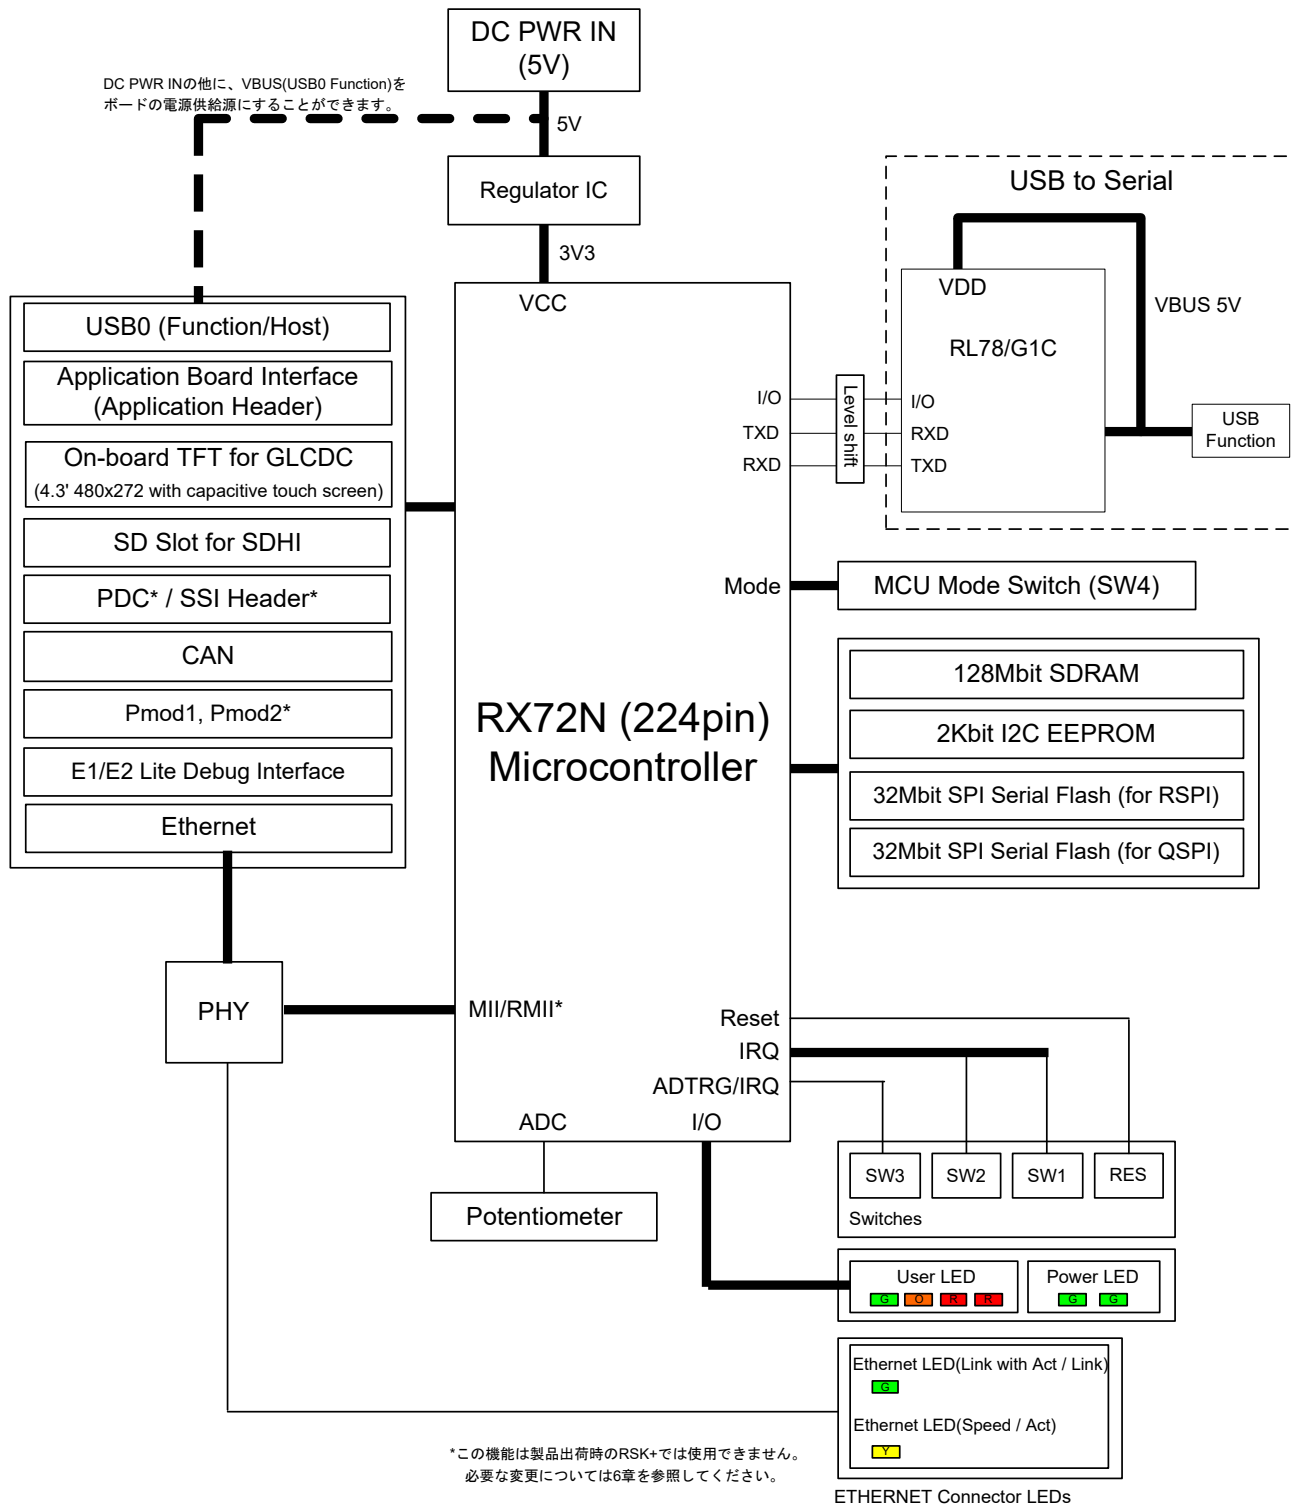 DC PWR IN
(5V)
DC PWR INの他に、VBUS(USB0 Function)を
ボードの電源供給源にすることができます。
5V
Regulator IC
3V3
USB to Serial
VDD
VBUS 5V
RL78/G1C
I/O
RXD
TXD
USB
Function
Level shift
I/O
TXD
RXD
VCC
USB0 (Function/Host)
Application Board Interface
(Application Header)
On-board TFT for GLCDC
(4.3' 480x272 with capacitive touch screen)
SD Slot for SDHI
PDC* / SSI Header*
CAN
Pmod1, Pmod2*
E1/E2 Lite Debug Interface
Ethernet
Mode
MCU Mode Switch (SW4)
RX72N (224pin)
Microcontroller
128Mbit SDRAM
2Kbit I2C EEPROM
32Mbit SPI Serial Flash (for RSPI)
32Mbit SPI Serial Flash (for QSPI)
PHY
MII/RMII*
Reset
IRQ
ADTRG/IRQ
ADC
I/O
Potentiometer
SW3
SW2
SW1
RES
Switches
User LED
G O R R
Power LED
G G
Ethernet LED(Link with Act / Link)
G
Ethernet LED(Speed / Act)
Y
ETHERNET Connector LEDs
*この機能は製品出荷時のRSK+では使用できません。
必要な変更については6章を参照してください。